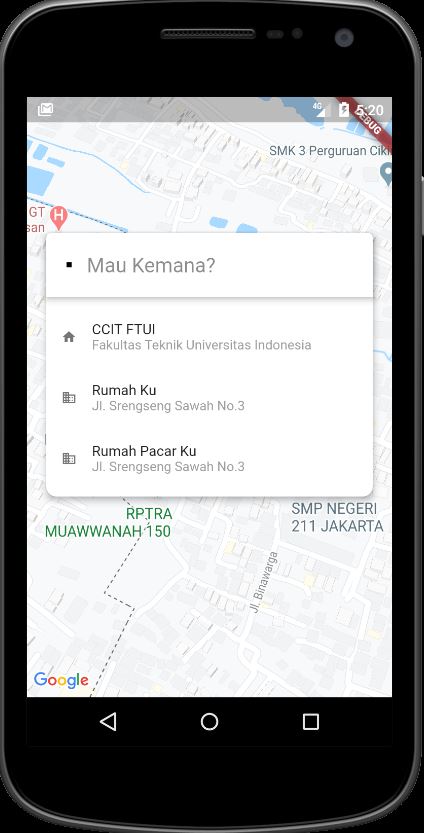 4G
5:20
DEBUG
SMK 3 Perguruan Ciki
GT
san
H
Mau Kemana?
CCIT FTUI
Fakultas Teknik Universitas Indonesia
Rumah Ku
Jl. Srengseng Sawah No.3
Rumah Pacar Ku
Jl. Srengseng Sawah No.3
RPTRA
MUAWWANAH 150
SMP NEGERI
211 JAKARTA
Jl. Binawarga
Google